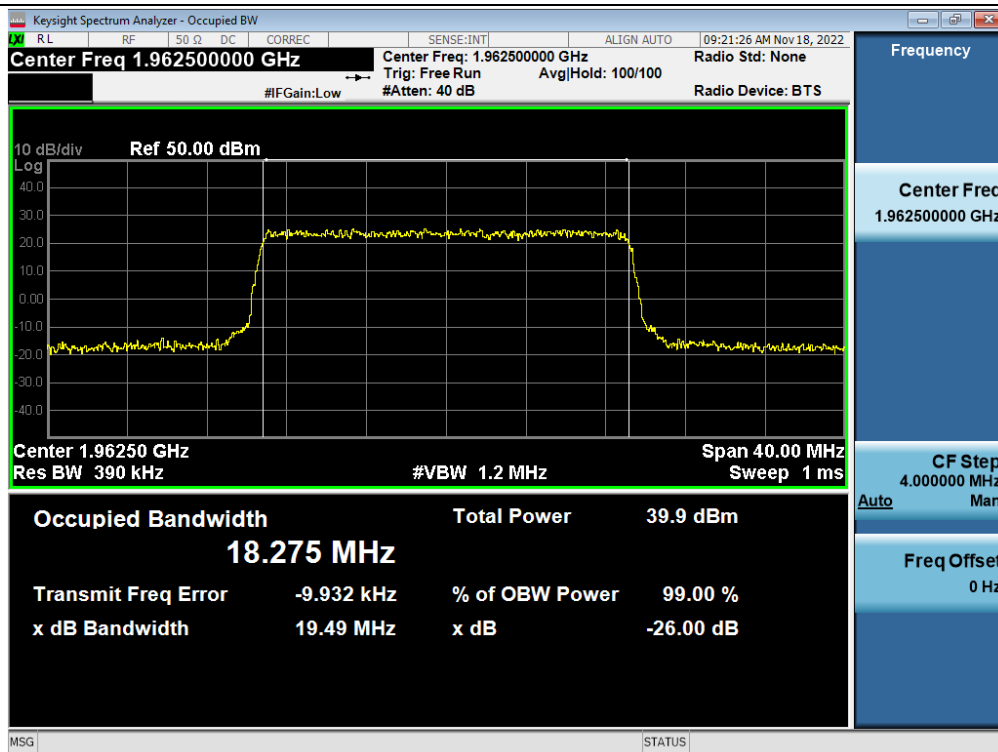 Keysight Spectrum Analyzer - Occupied BW
LXI RL RF 50 Ω DC CORREC SENSE:INT ALIGN AUTO 09:21:26 AM Nov 18, 2022
Center Freq 1.962500000 GHz
#IFGain:Low
Center Freq: 1.962500000 GHz
Trig: Free Run Avg|Hold: 100/100
#Atten: 40 dB
Radio Std: None
Radio Device: BTS
10 dB/div Ref 50.00 dBm
Log
40.0
30.0
20.0
10.0
0.00
-10.0
-20.0
-30.0
-40.0
Center 1.96250 GHz Span 40.00 MHz
Res BW 390 kHz #VBW 1.2 MHz Sweep 1 ms
Occupied Bandwidth Total Power 39.9 dBm
18.275 MHz
Transmit Freq Error -9.932 kHz % of OBW Power 99.00 %
x dB Bandwidth 19.49 MHz x dB -26.00 dB
MSG STATUS
Frequency
Center Freq
1.962500000 GHz
CF Step
4.000000 MHz
Auto Man
Freq Offset
0 Hz